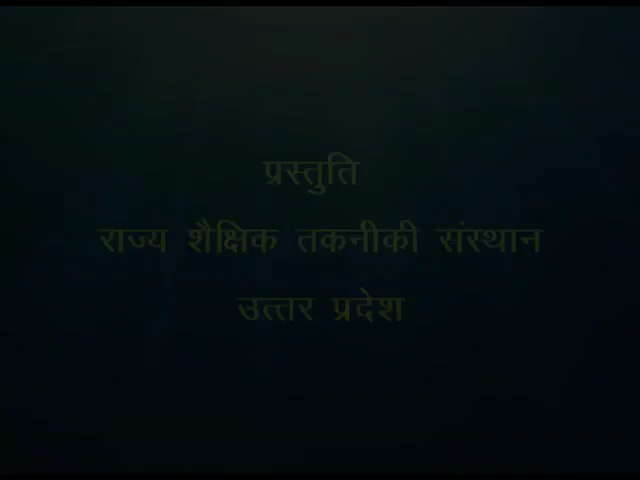 प्रस्तुति
राज्य शैक्षिक तकनीकी संस्थान
उत्तर प्रदेश